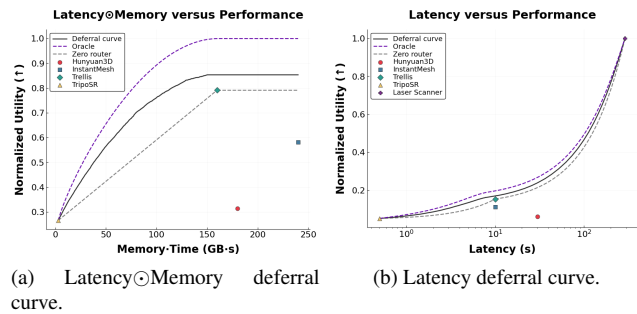 Latency⊙Memory versus Performance
Normalized Utility (↑)
1.0
0.9
0.8
0.7
0.6
0.5
0.4
0.3
Deferral curve
Oracle
Zero router
Hunyuan3D
InstantMesh
Trellis
TripoSR
0
50
100
150
200
250
Memory·Time (GB·s)
(a) Latency⊙Memory deferral
curve.
Latency versus Performance
Normalized Utility (↑)
1.0
0.8
0.6
0.4
0.2
Deferral curve
Oracle
Zero router
Hunyuan3D
InstantMesh
Trellis
TripoSR
Laser Scanner
10⁰
10¹
10²
Latency (s)
(b) Latency deferral curve.